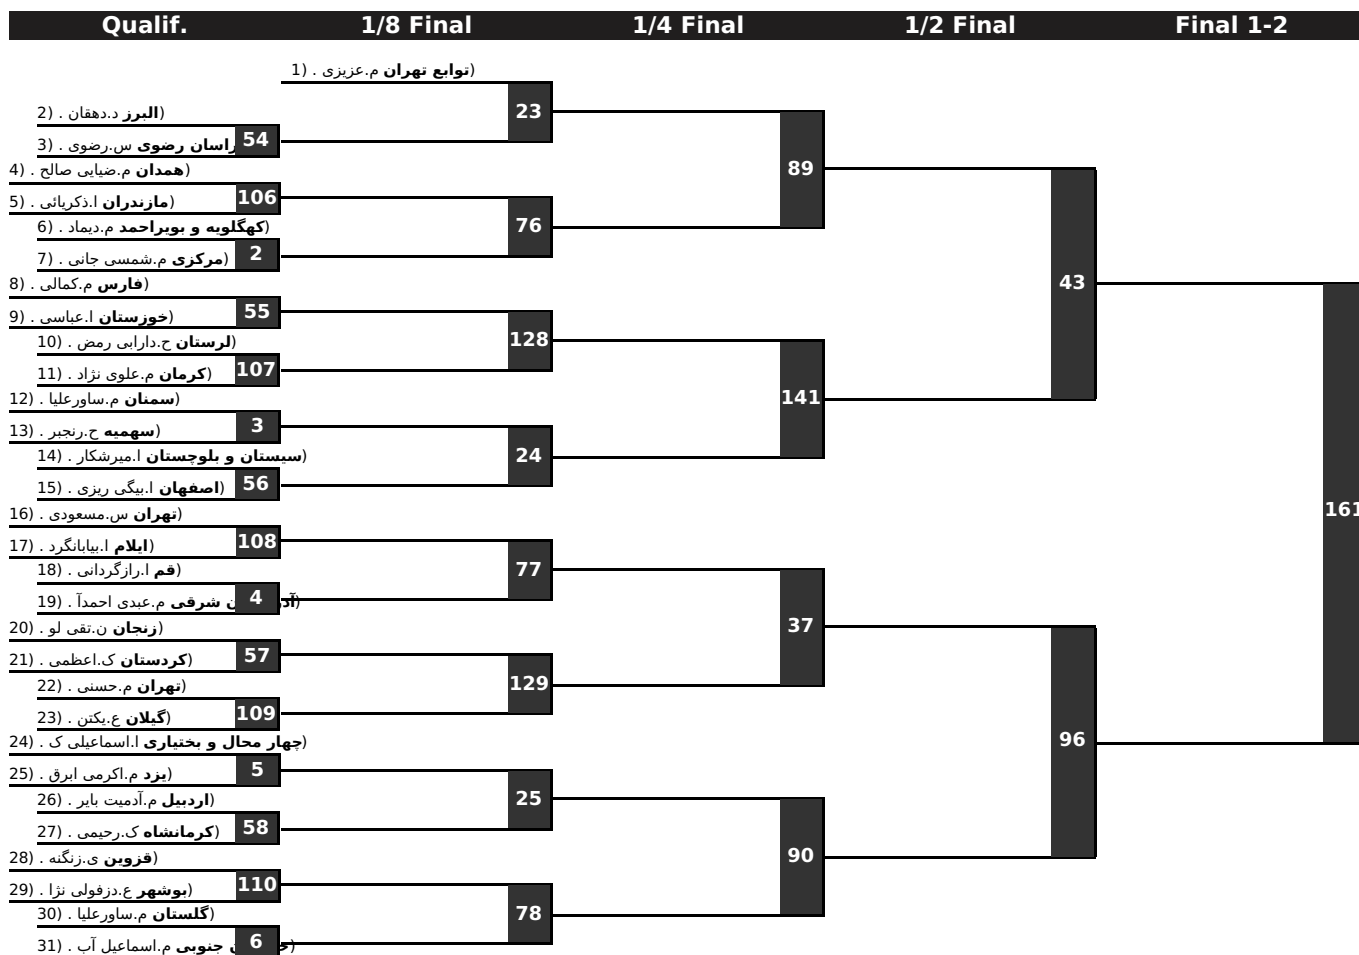 Qualif. 1/8 Final 1/4 Final 1/2 Final Final 1-2
1) . م.عزیزی توابع تهران)
23
2) . د.دهقان البرز)
54
3) . س.رضوی راسان رضوی
89
4) . م.ضیایی صالح همدان)
106
5) . ا.ذکریائی مازندران)
76
6) . م.دیماد کهگلویه و بویراحمد)
2
7) . م.شمسی جانی مرکزی)
43
8) . م.کمالی فارس)
55
9) . ا.عباسی خوزستان)
128
10) . ح.دارابی رمض لرستان)
107
11) . م.علوی نژاد کرمان)
141
12) . م.ساورعلیا سمنان)
3
13) . ح.رنجبر سهمیه)
24
14) . ا.میرشکار سیستان و بلوچستان)
56
15) . ا.بیگی ریزی اصفهان)
161
16) . س.مسعودی تهران)
108
17) . ا.بیابانگرد ایلام)
77
18) . ا.رازگردانی قم)
4
19) . م.عبدی احمدآ شرقی)
37
20) . ن.تقی لو زنجان)
57
21) . ک.اعظمی کردستان)
129
22) . م.حسنی تهران)
109
23) . ع.یکتن گیلان)
96
24) . ا.اسماعیلی ک چهار محال و بختیاری)
5
25) . م.اکرمی ابرق یزد)
25
26) . م.آدمیت بایر اردبیل)
58
27) . ک.رحیمی کرمانشاه)
90
28) . ی.زنگنه قزوین)
110
29) . ع.دزفولی نژا بوشهر)
78
30) . م.ساورعلیا گلستان)
6
31) . م.اسماعیل آب جنوبی)